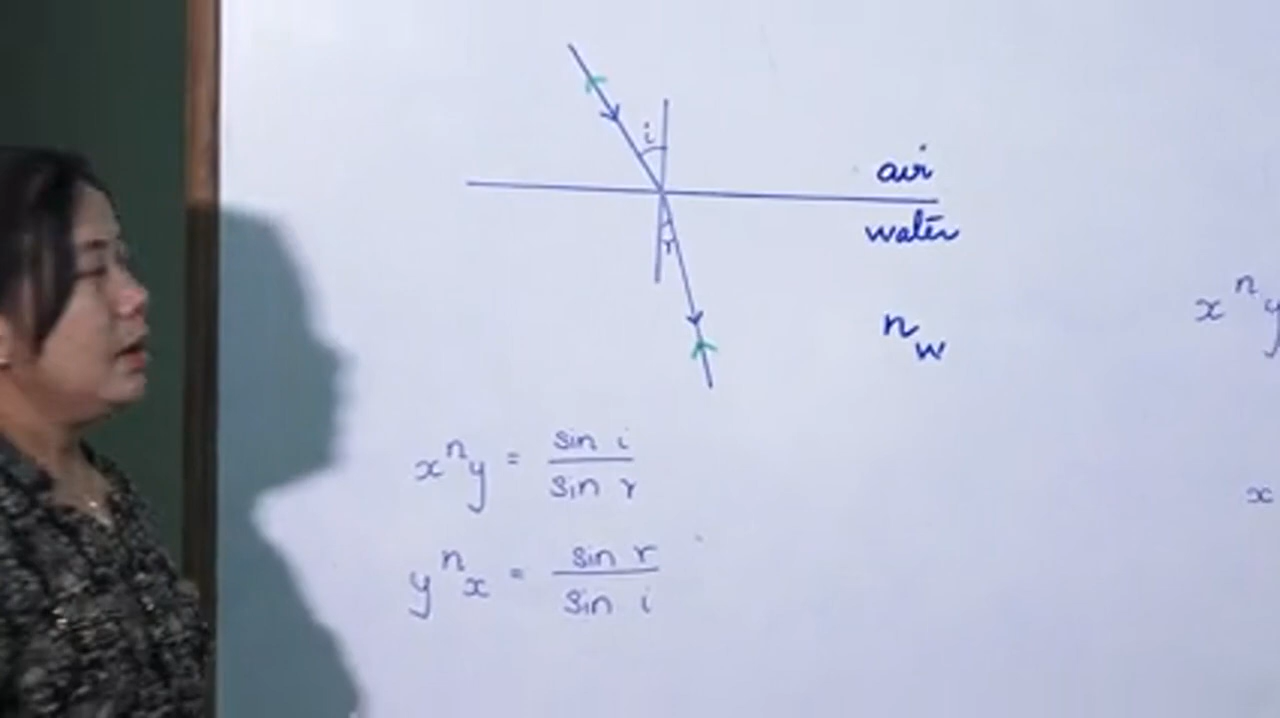 i
air
water
r
n w
x n y
x n y = sin i / sin r
x
y n x = sin r / sin i